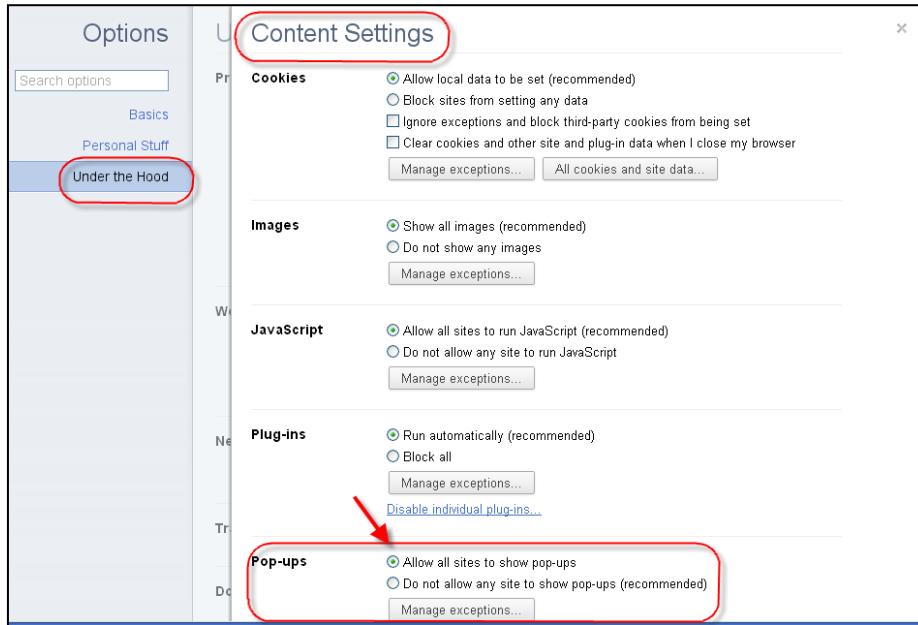 Options
Search options
Basics
Personal Stuff
Under the Hood
U
Pr
We
Ne
Tr
Do
Content Settings
×
Cookies
Allow local data to be set (recommended)
Block sites from setting any data
Ignore exceptions and block third-party cookies from being set
Clear cookies and other site and plug-in data when I close my browser
Manage exceptions... All cookies and site data...
Images
Show all images (recommended)
Do not show any images
Manage exceptions...
JavaScript
Allow all sites to run JavaScript (recommended)
Do not allow any site to run JavaScript
Manage exceptions...
Plug-ins
Run automatically (recommended)
Block all
Manage exceptions...
Disable individual plug-ins...
Pop-ups
Allow all sites to show pop-ups
Do not allow any site to show pop-ups (recommended)
Manage exceptions...